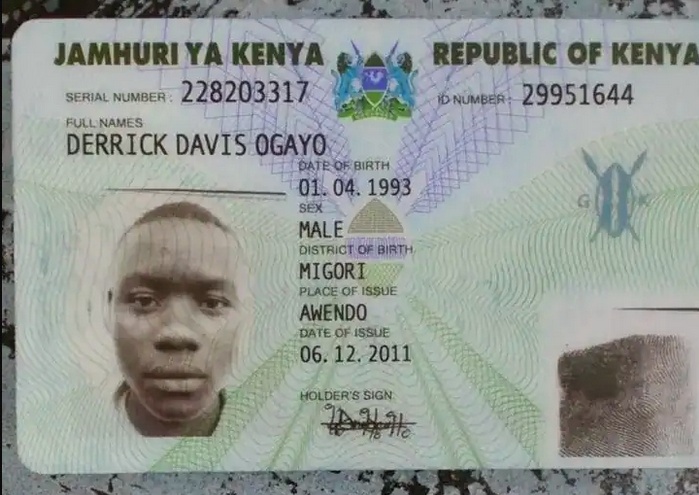 JAMHURI YA KENYA REPUBLIC OF KENYA
SERIAL NUMBER: 228203317 ID NUMBER: 29951644
FULL NAMES
DERRICK DAVIS OGAYO
DATE OF BIRTH
01. 04. 1993
SEX
MALE
DISTRICT OF BIRTH
MIGORI
PLACE OF ISSUE
AWENDO
DATE OF ISSUE
06. 12. 2011
HOLDER'S SIGN
G K